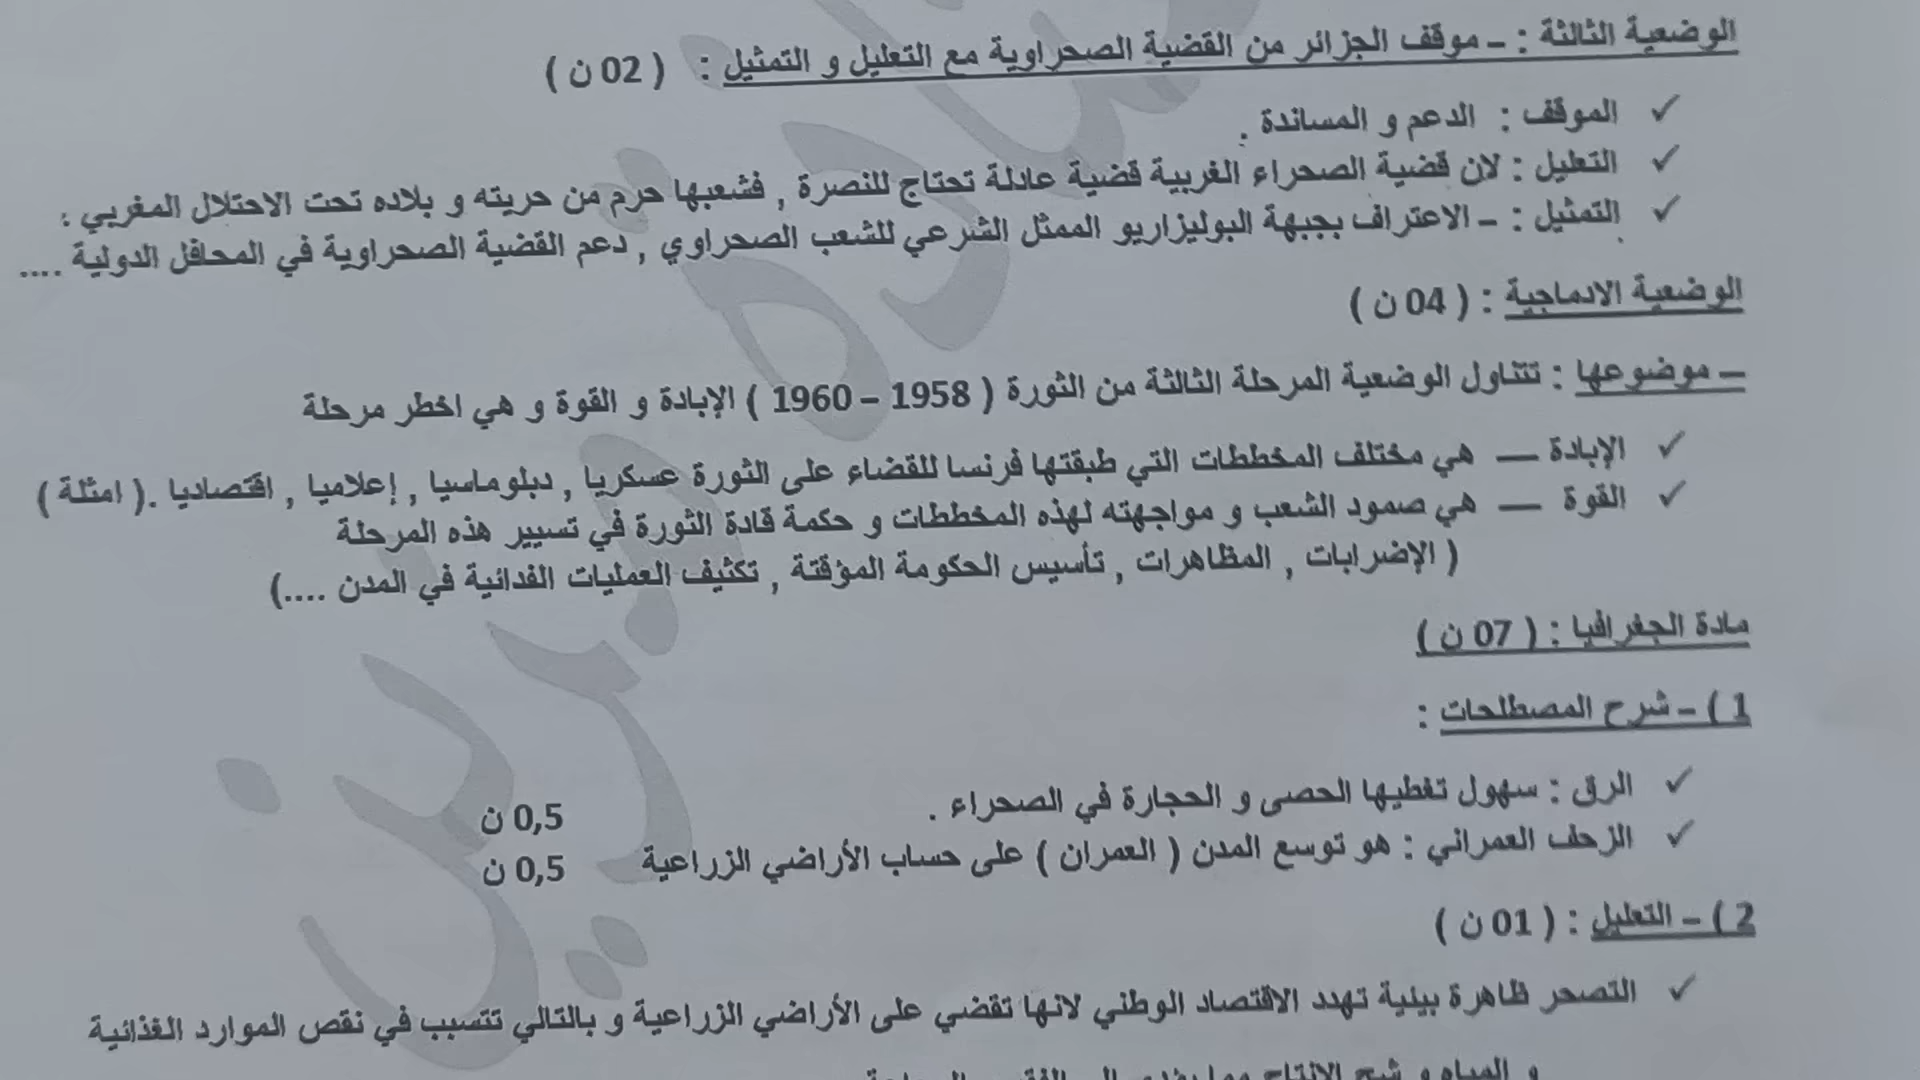 الوضعية الثالثة : – موقف الجزائر من القضية الصحراوية مع التعليل و التمثيل : ( 02 ن )
✓ الموقف : الدعم و المساندة .
✓ التعليل : لان قضية الصحراء الغربية قضية عادلة تحتاج للنصرة , فشعبها حرم من حريته و بلاده تحت الاحتلال المغربي :
✓ التمثيل : – الاعتراف بجبهة البوليزاريو الممثل الشرعي للشعب الصحراوي , دعم القضية الصحراوية في المحافل الدولية ....
الوضعية الادماجية : ( 04 ن )
– موضوعها : تتناول الوضعية المرحلة الثالثة من الثورة ( 1958 – 1960 ) الإبادة و القوة و هي اخطر مرحلة
✓ الإبادة — هي مختلف المخططات التي طبقتها فرنسا للقضاء على الثورة عسكريا , دبلوماسيا , إعلاميا , اقتصاديا .( امثلة )
✓ القوة — هي صمود الشعب و مواجهته لهذه المخططات و حكمة قادة الثورة في تسيير هذه المرحلة
( الإضرابات , المظاهرات , تأسيس الحكومة المؤقتة , تكثيف العمليات الفدائية في المدن ....)
مادة الجغرافيا : ( 07 ن )
1 ) – شرح المصطلحات :
✓ الرق : سهول تغطيها الحصى و الحجارة في الصحراء . 0,5 ن
✓ الزحف العمراني : هو توسع المدن ( العمران ) على حساب الأراضي الزراعية 0,5 ن
2 ) – التعليل : ( 01 ن )
✓ التصحر ظاهرة بيئية تهدد الاقتصاد الوطني لانها تقضي على الأراضي الزراعية و بالتالي تتسبب في نقص الموارد الغذائية
و المياه و شح الإنتاج مما يؤدي الى الفقر